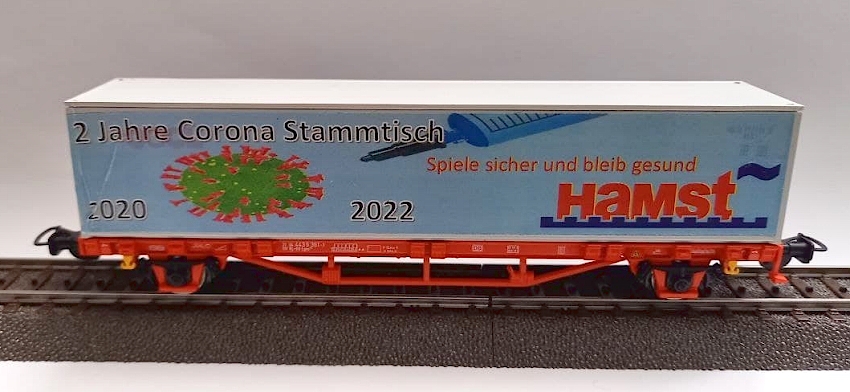 2 Jahre Corona Stammtisch
Spiele sicher und bleib gesund
2020
2022
HaMst